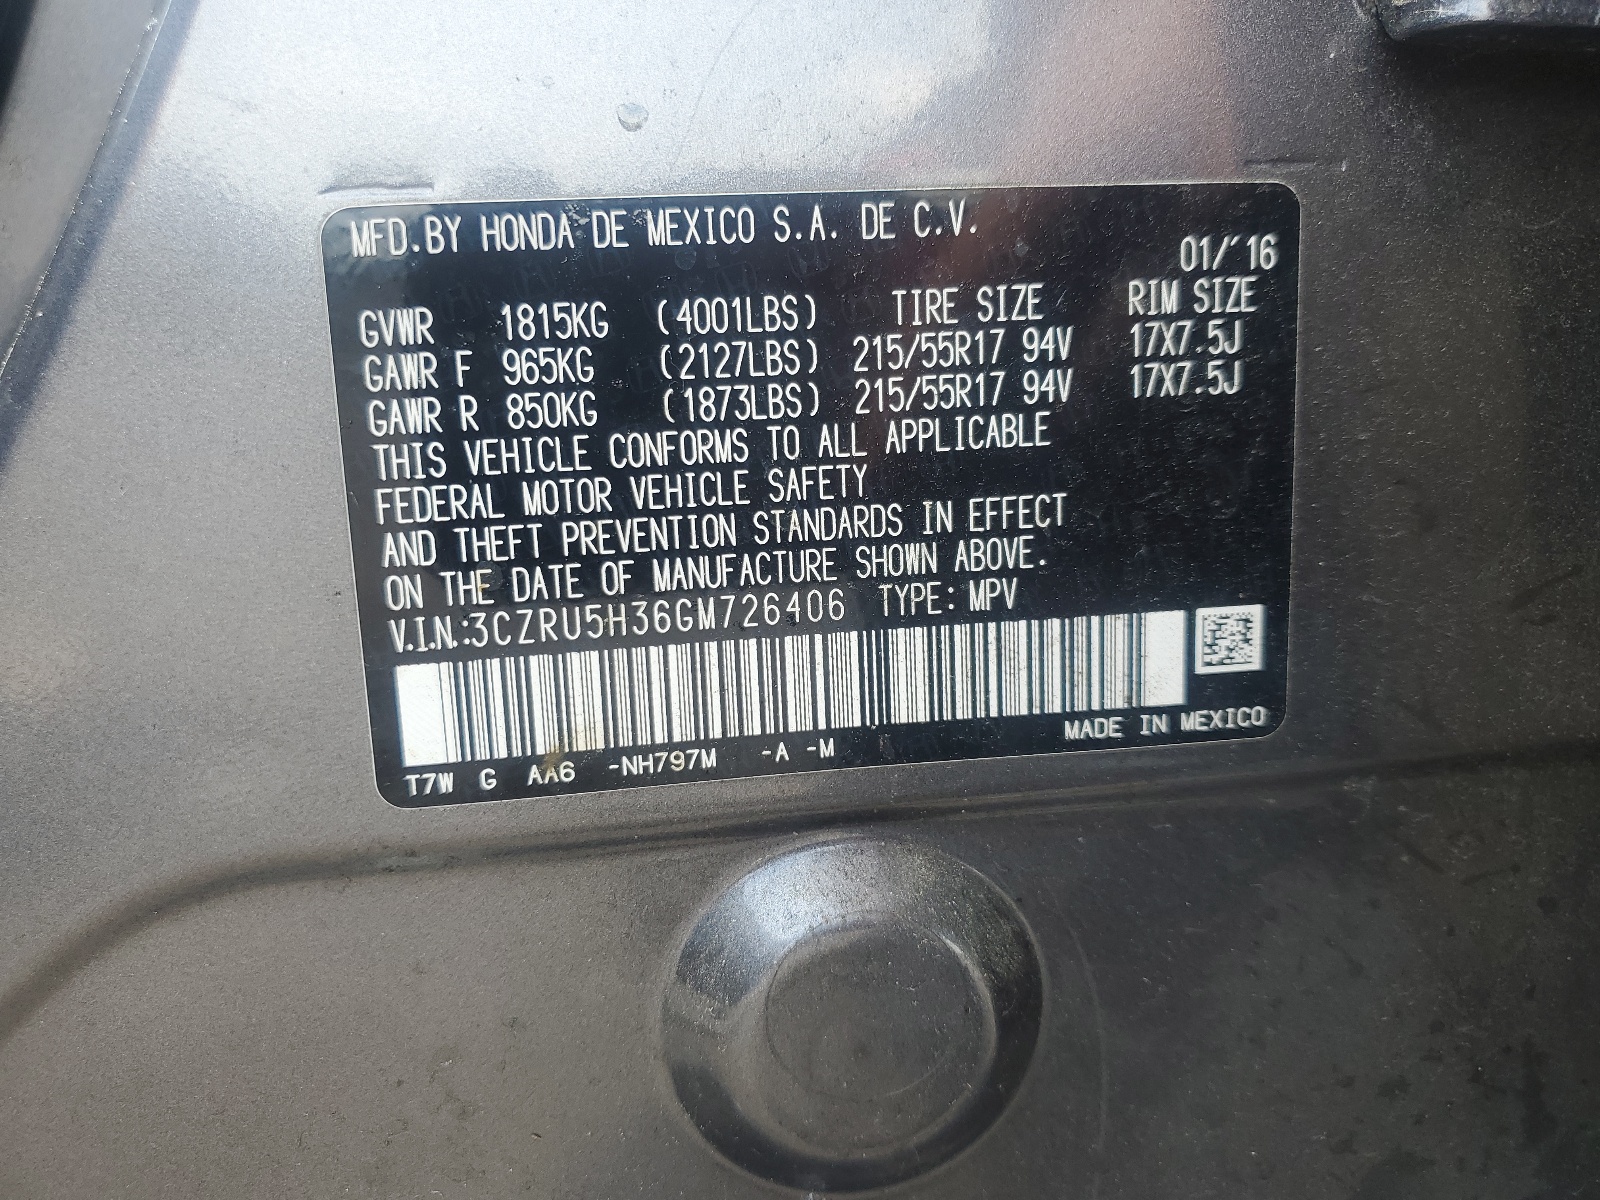 MFD.BY HONDA DE MEXICO S.A. DE C.V.
01/'16
GVWR 1815KG (4001LBS) TIRE SIZE RIM SIZE
GAWR F 965KG (2127LBS) 215/55R17 94V 17X7.5J
GAWR R 850KG (1873LBS) 215/55R17 94V 17X7.5J
THIS VEHICLE CONFORMS TO ALL APPLICABLE
FEDERAL MOTOR VEHICLE SAFETY
AND THEFT PREVENTION STANDARDS IN EFFECT
ON THE DATE OF MANUFACTURE SHOWN ABOVE.
V.I.N.:3CZRU5H36GM726406 TYPE: MPV
MADE IN MEXICO
T7W G AA6 -NH797M -A -M